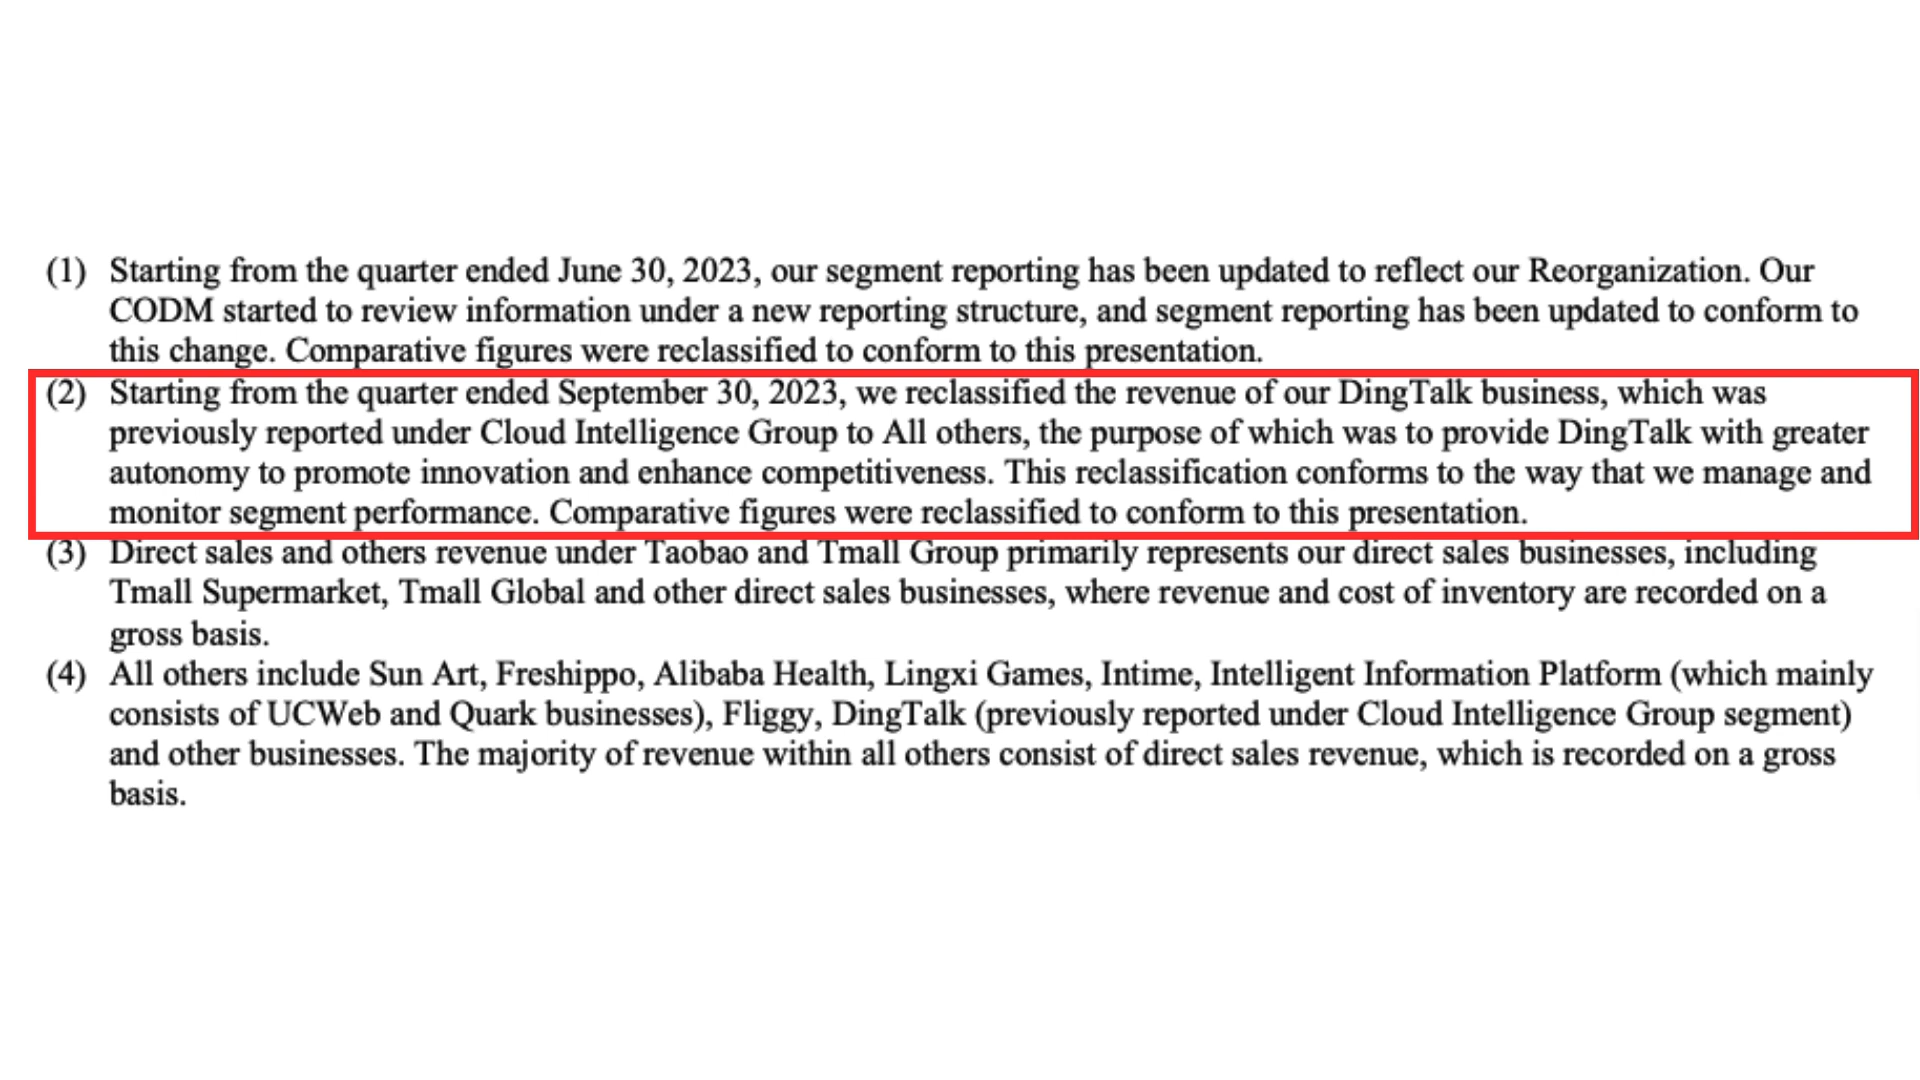 (1) Starting from the quarter ended June 30, 2023, our segment reporting has been updated to reflect our Reorganization. Our
CODM started to review information under a new reporting structure, and segment reporting has been updated to conform to
this change. Comparative figures were reclassified to conform to this presentation.
(2) Starting from the quarter ended September 30, 2023, we reclassified the revenue of our DingTalk business, which was
previously reported under Cloud Intelligence Group to All others, the purpose of which was to provide DingTalk with greater
autonomy to promote innovation and enhance competitiveness. This reclassification conforms to the way that we manage and
monitor segment performance. Comparative figures were reclassified to conform to this presentation.
(3) Direct sales and others revenue under Taobao and Tmall Group primarily represents our direct sales businesses, including
Tmall Supermarket, Tmall Global and other direct sales businesses, where revenue and cost of inventory are recorded on a
gross basis.
(4) All others include Sun Art, Freshippo, Alibaba Health, Lingxi Games, Intime, Intelligent Information Platform (which mainly
consists of UCWeb and Quark businesses), Fliggy, DingTalk (previously reported under Cloud Intelligence Group segment)
and other businesses. The majority of revenue within all others consist of direct sales revenue, which is recorded on a gross
basis.